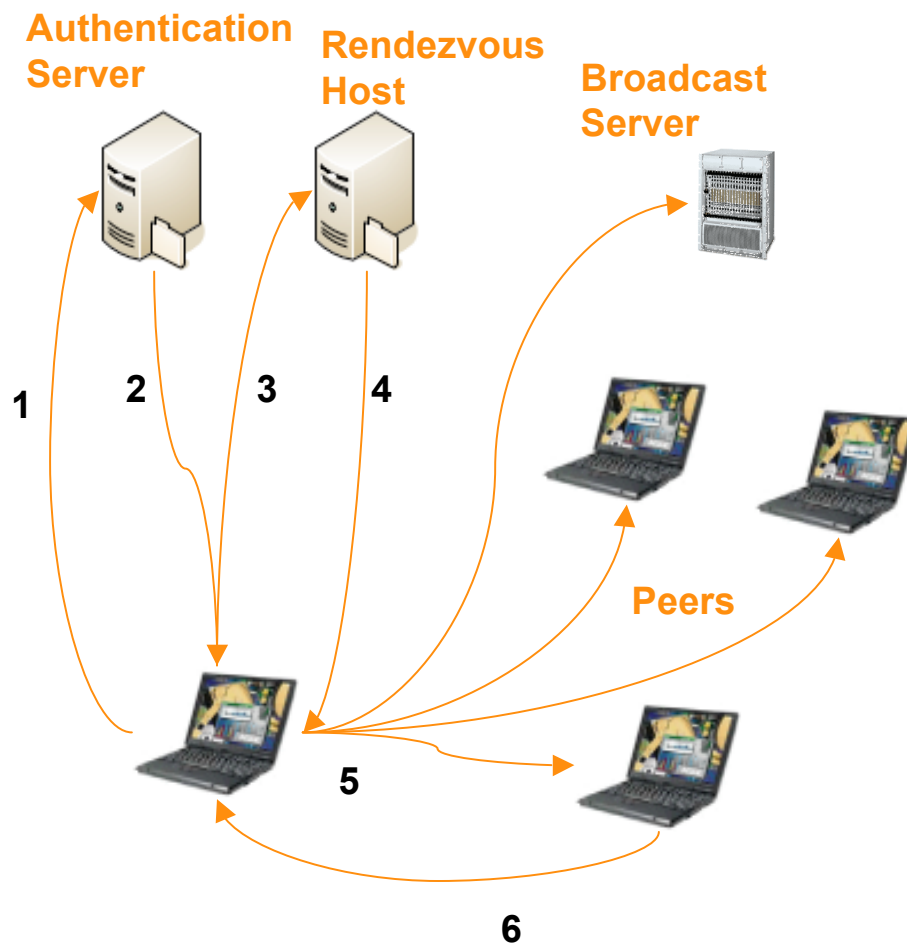 Authentication
Server
Rendezvous
Host
Broadcast
Server
1
2
3
4
Peers
5
6